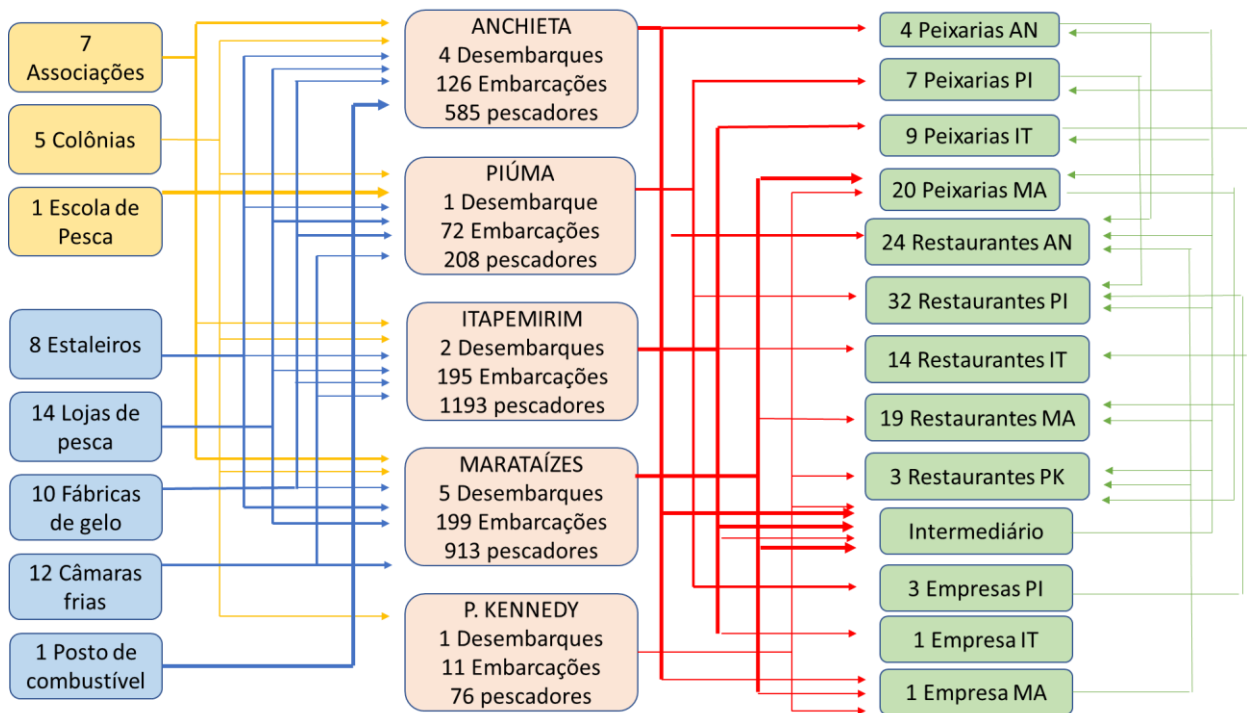 7
Associações
5 Colônias
1 Escola de
Pesca
8 Estaleiros
14 Lojas de
pesca
10 Fábricas
de gelo
12 Câmaras
frias
1 Posto de
combustível
ANCHIETA
4 Desembarques
126 Embarcações
585 pescadores
PIÚMA
1 Desembarque
72 Embarcações
208 pescadores
ITAPEMIRIM
2 Desembarques
195 Embarcações
1193 pescadores
MARATAÍZES
5 Desembarques
199 Embarcações
913 pescadores
P. KENNEDY
1 Desembarques
11 Embarcações
76 pescadores
4 Peixarias AN
7 Peixarias PI
9 Peixarias IT
20 Peixarias MA
24 Restaurantes AN
32 Restaurantes PI
14 Restaurantes IT
19 Restaurantes MA
3 Restaurantes PK
Intermediário
3 Empresas PI
1 Empresa IT
1 Empresa MA